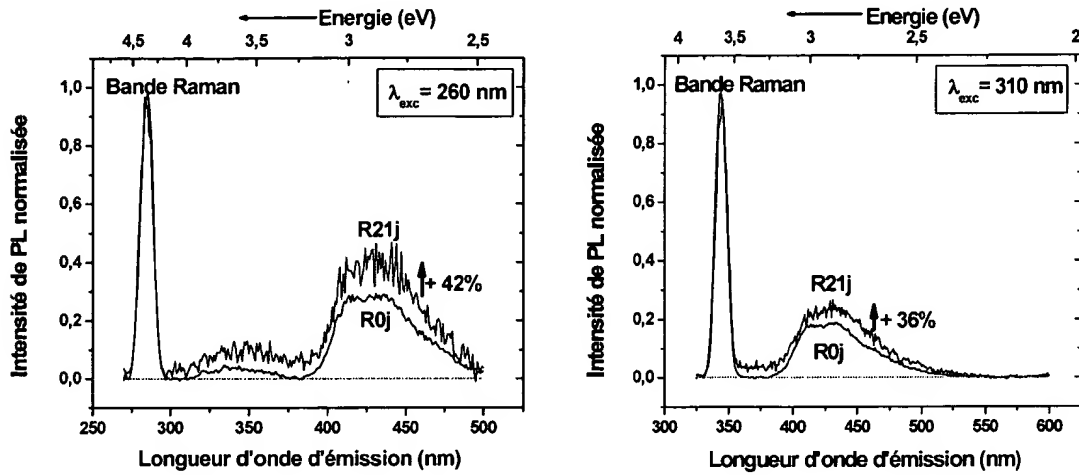 Energie (eV)
4,5 4 3,5 3 2,5
Bande Raman
λexc = 260 nm
1,0
0,8
0,6
0,4
0,2
0,0
R21j
+ 42%
R0j
Intensité de PL normalisée
250 300 350 400 450 500
Longueur d'onde d'émission (nm)
Energie (eV)
4 3,5 3 2,5 2
Bande Raman
λexc = 310 nm
1,0
0,8
0,6
0,4
0,2
0,0
R21j
+ 36%
R0j
Intensité de PL normalisée
300 350 400 450 500 550 600
Longueur d'onde d'émission (nm)